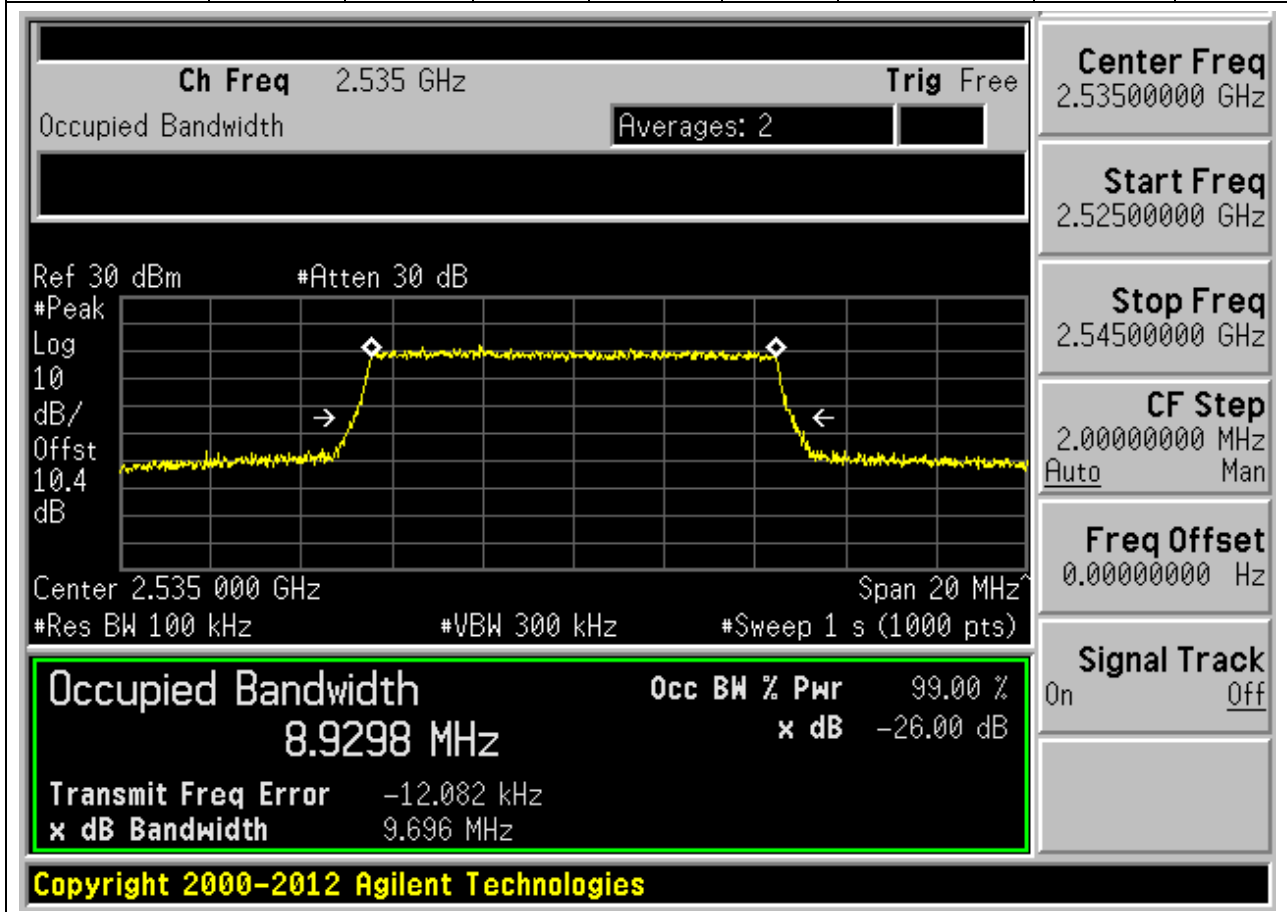 Ch Freq 2.535 GHz Trig Free
Occupied Bandwidth Averages: 2
Ref 30 dBm #Atten 30 dB
#Peak
Log
10
dB/
Offst
10.4
dB
Center 2.535 000 GHz Span 20 MHz^
#Res BW 100 kHz #VBW 300 kHz #Sweep 1 s (1000 pts)
Occupied Bandwidth Occ BW % Pwr 99.00 %
8.9298 MHz x dB -26.00 dB
Transmit Freq Error -12.082 kHz
x dB Bandwidth 9.696 MHz
Copyright 2000-2012 Agilent Technologies
Center Freq
2.53500000 GHz
Start Freq
2.52500000 GHz
Stop Freq
2.54500000 GHz
CF Step
2.00000000 MHz
Auto Man
Freq Offset
0.00000000 Hz
Signal Track
On Off